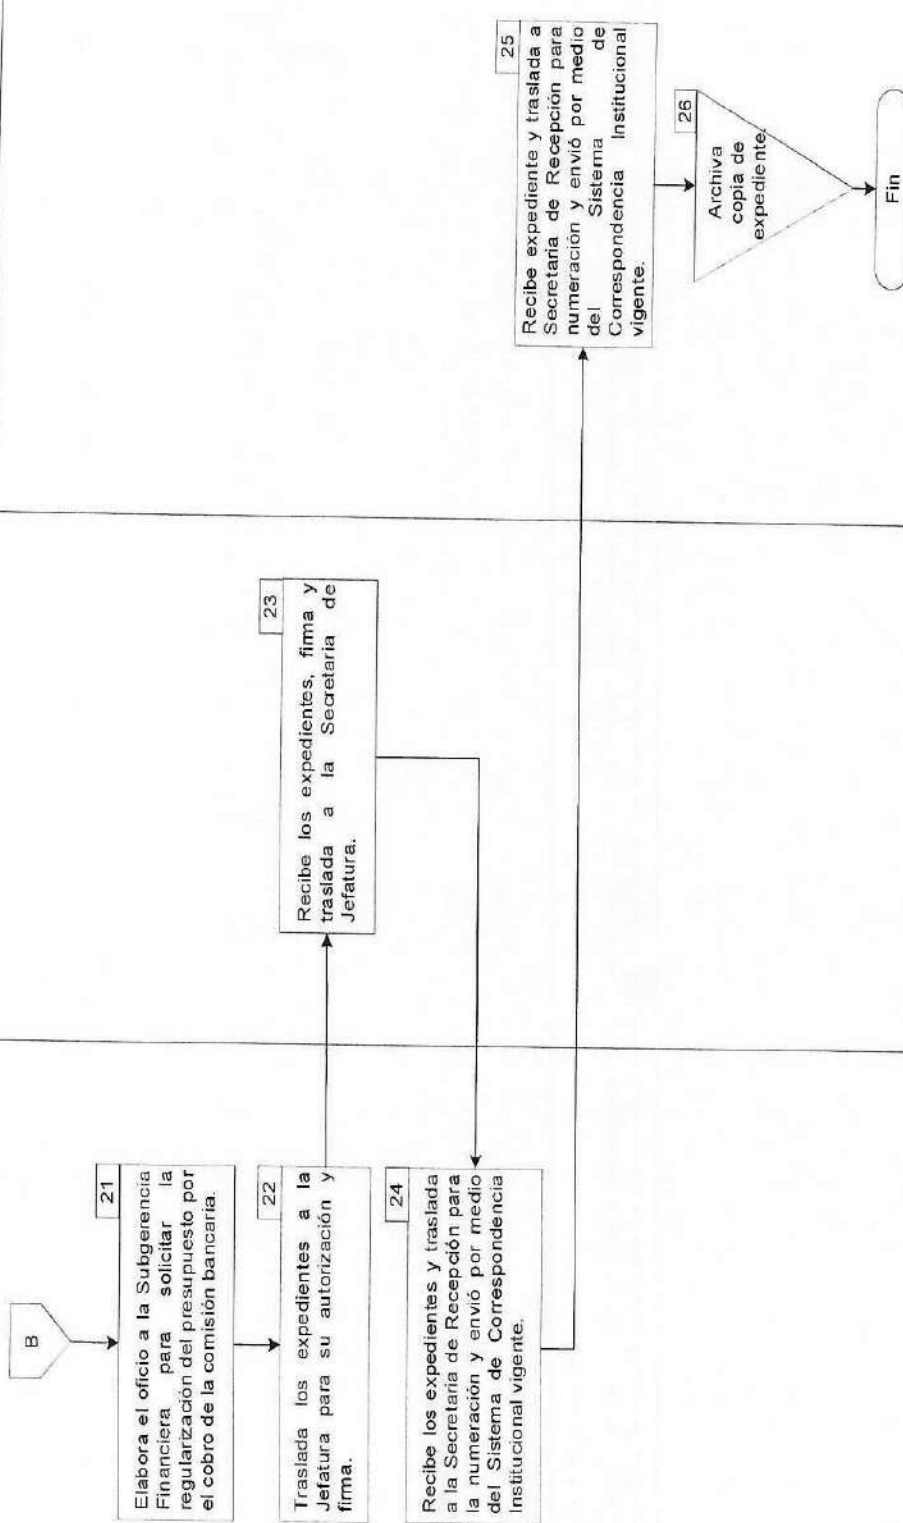 B
21
Elabora el oficio a la Subgerencia
Financiera para solicitar la
regularización del presupuesto por
el cobro de la comisión bancaria.
22
Traslada los expedientes a la
Jefatura para su autorización y
firma.
23
Recibe los expedientes, firma y
traslada a la Secretaria de
Jefatura.
24
Recibe los expedientes y traslada
a la Secretaria de Recepción para
la numeración y envió por medio
del Sistema de Correspondencia
Institucional vigente.
25
Recibe expediente y traslada a
Secretaria de Recepción para
numeración y envió por medio
del Sistema de
Correspondencia Institucional
vigente.
26
Archiva
copia de
expediente.
Fin